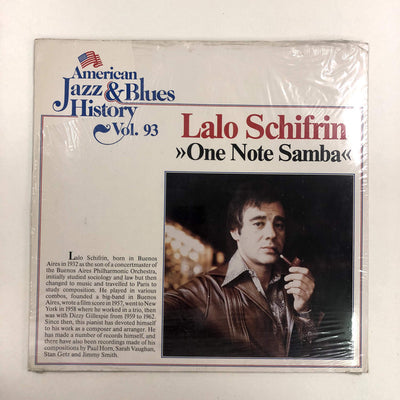 American
Jazz & Blues
History
Vol. 93
Lalo Schifrin
»One Note Samba«
Lalo Schifrin, born in Buenos
Aires in 1932 as the son of a concertmaster of
the Buenos Aires Philharmonic Orchestra,
initially studied sociology and law but then
changed to music and travelled to Paris to
study composition. He played in various
combos, founded a big-band in Buenos
Aires, wrote a film score in 1957, went to New
York in 1958 where he worked in a trio, then
was with Dizzy Gillespie from 1959 to 1962.
Since then, this pianist has devoted himself
to his work as a composer and arranger. He
has made a number of records himself, and
there have also been recordings made of his
compositions by Paul Horn, Sarah Vaughan,
Stan Getz and Jimmy Smith.